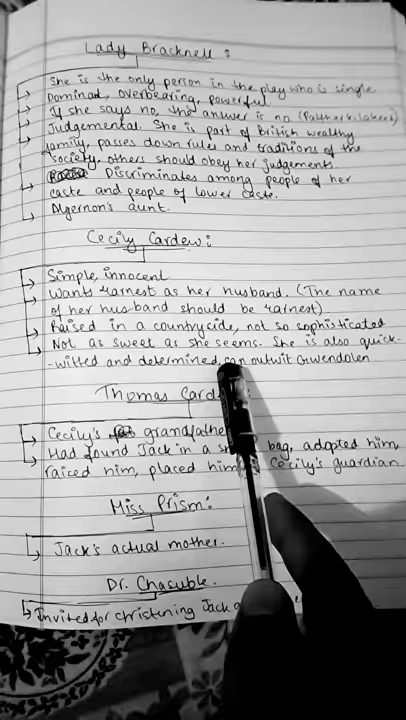 Lady Bracknell:
She is the only person in the play who is single
Dominant, overbearing, powerful
If she says no, the answer is no
Judgemental. She is part of British wealthy
family, passes down rules and traditions of the
society, others should obey her judgements.
Discriminates among people of her
caste and people of lower caste.
Algernon's aunt.
Cecily Cardew:
Simple, innocent
Wants earnest as her husband. (The name
of her husband should be earnest)
Raised in a countryside, not so sophisticated
Not as sweet as she seems. She is also quick-
-witted and determined, can outwit Gwendolen
Thomas Card
Cecily's grandfathe
Had found Jack in a bag, adopted him,
raised him, placed him Cecily's guardian
Miss Prism:
Jack's actual mother.
Dr. Chasuble.
Invited for christening Jack